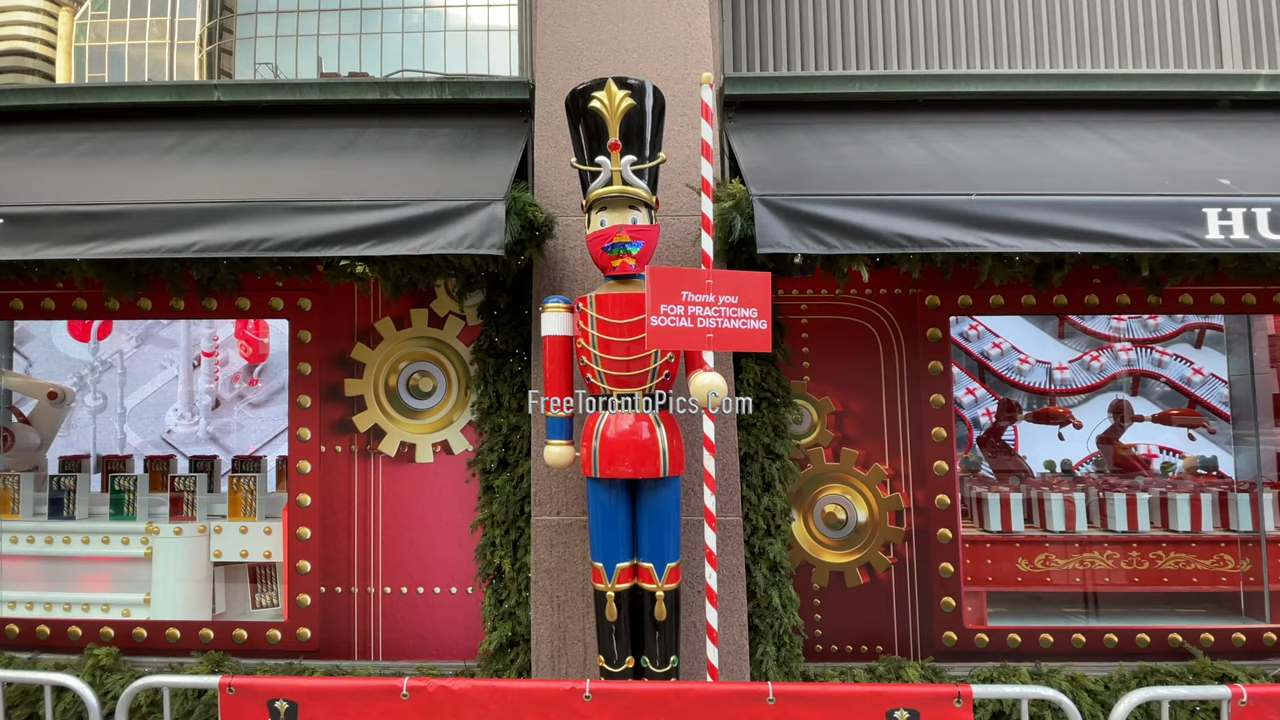 HU
Thank you
FOR PRACTICING
SOCIAL DISTANCING
FreeTorontoPics.Com